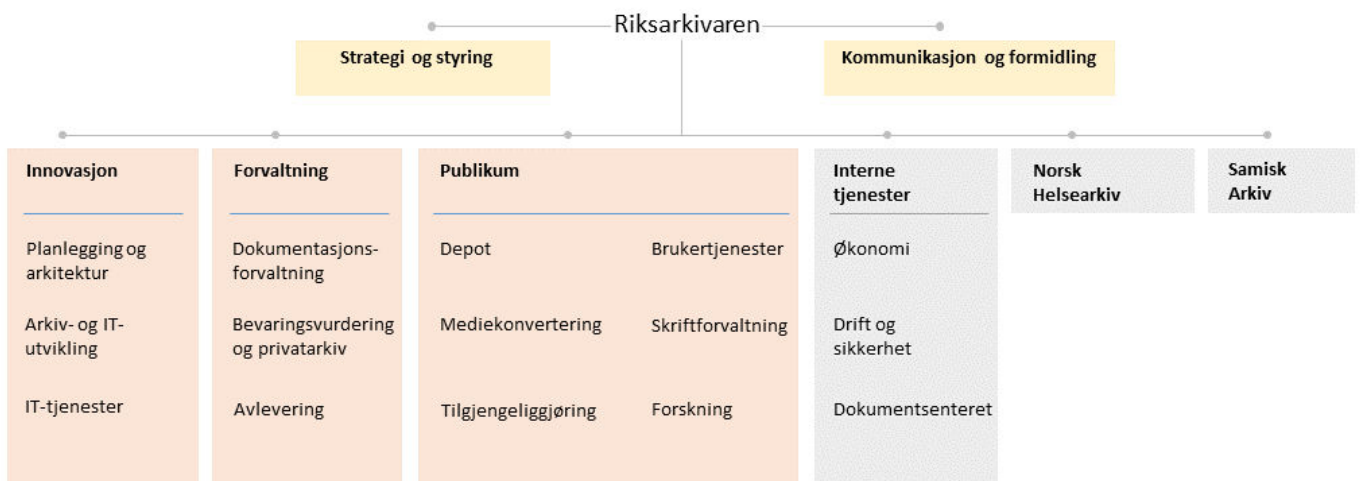 Riksarkivaren
Strategi og styring
Kommunikasjon og formidling
Innovasjon
Planlegging og
arkitektur
Arkiv- og IT-
utvikling
IT-tjenester
Forvaltning
Dokumentasjons-
forvaltning
Bevaringsvurdering
og privatarkiv
Avlevering
Publikum
Depot
Mediekonvertering
Tilgjengeliggjøring
Brukertjenester
Skriftforvaltning
Forskning
Interne
tjenester
Økonomi
Drift og
sikkerhet
Dokumentsenteret
Norsk
Helsearkiv
Samisk
Arkiv